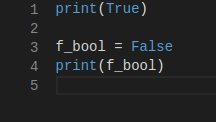 1 print(True)
2
3 f_bool = False
4 print(f_bool)
5